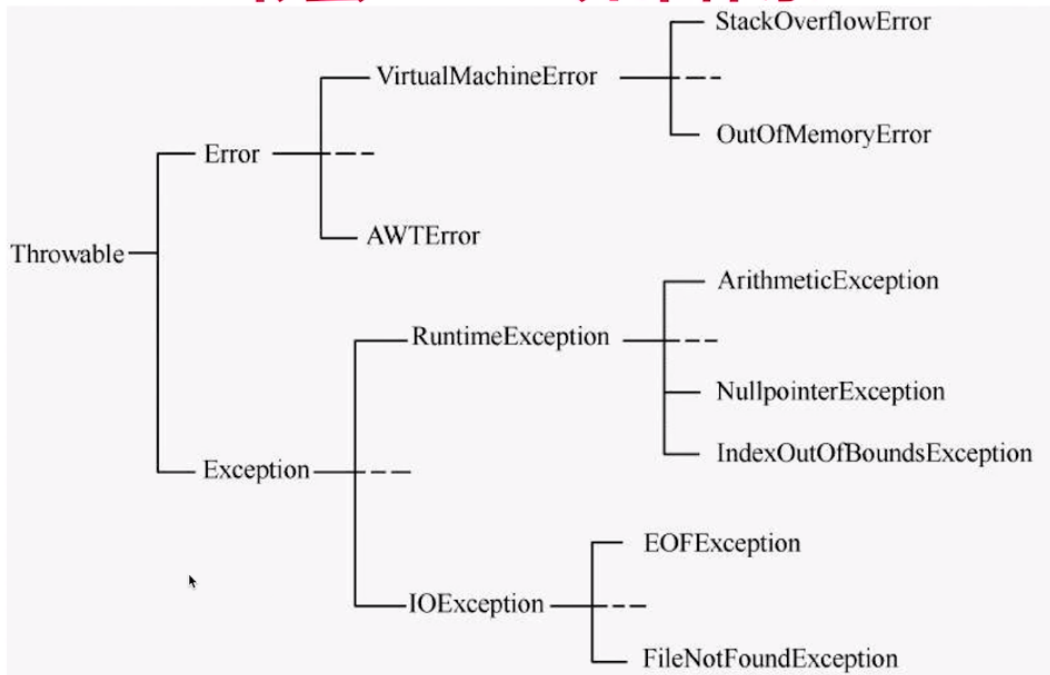 StackOverflowError
VirtualMachineError
OutOfMemoryError
Error
AWTError
Throwable
ArithmeticException
RuntimeException
NullpointerException
IndexOutOfBoundsException
Exception
EOFException
IOException
FileNotFoundException